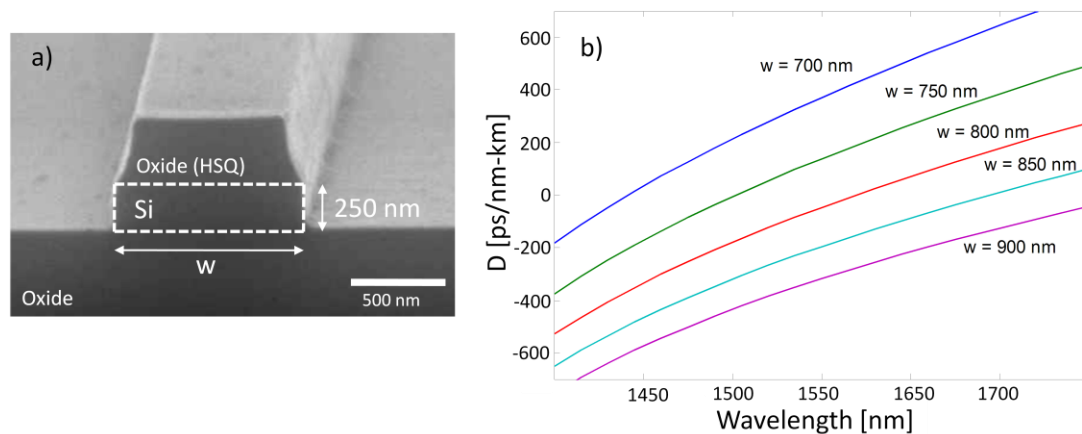 a)
Oxide (HSQ)
Si
250 nm
w
500 nm
Oxide
b)
D [ps/nm-km]
600
400
200
0
-200
-400
-600
w = 700 nm
w = 750 nm
w = 800 nm
w = 850 nm
w = 900 nm
1450
1500
1550
1650
1700
Wavelength [nm]